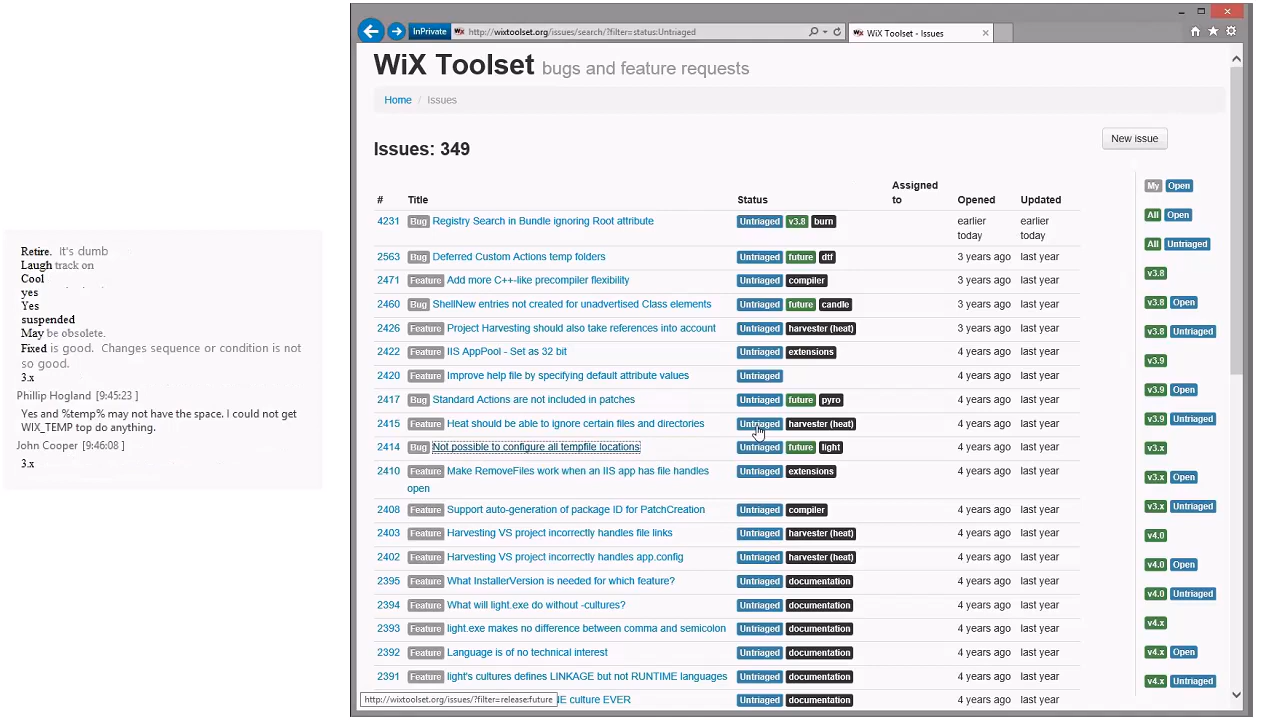 Retire. It's dumb
Laugh track on
Cool
yes
Yes
suspended
May be obsolete.
Fixed is good. Changes sequence or condition is not
so good.
3.x
Phillip Hogland [9:45:23 ]
Yes and %temp% may not have the space. I could not get
WIX_TEMP top do anything.
John Cooper [9:46:08 ]
3.x
InPrivate http://wixtoolset.org/issues/search/?filter=status:Untriaged WiX Toolset - Issues
WiX Toolset bugs and feature requests
Home / Issues
New issue
Issues: 349
# Title Status Assigned to Opened Updated
4231 Bug Registry Search in Bundle ignoring Root attribute Untriaged v3.8 burn earlier today earlier today
2563 Bug Deferred Custom Actions temp folders Untriaged future dtf 3 years ago last year
2471 Feature Add more C++-like precompiler flexibility Untriaged compiler 3 years ago last year
2460 Bug ShellNew entries not created for unadvertised Class elements Untriaged future candle 3 years ago last year
2426 Feature Project Harvesting should also take references into account Untriaged harvester (heat) 3 years ago last year
2422 Feature IIS AppPool - Set as 32 bit Untriaged extensions 4 years ago last year
2420 Feature Improve help file by specifying default attribute values Untriaged 4 years ago last year
2417 Bug Standard Actions are not included in patches Untriaged future pyro 4 years ago last year
2415 Feature Heat should be able to ignore certain files and directories Untriaged harvester (heat) 4 years ago last year
2414 Bug Not possible to configure all tempfile locations Untriaged future light 4 years ago last year
2410 Feature Make RemoveFiles work when an IIS app has file handles Untriaged extensions 4 years ago last year
open
2408 Feature Support auto-generation of package ID for PatchCreation Untriaged compiler 4 years ago last year
2403 Feature Harvesting VS project incorrectly handles file links Untriaged harvester (heat) 4 years ago last year
2402 Feature Harvesting VS project incorrectly handles app.config Untriaged harvester (heat) 4 years ago last year
2395 Feature What InstallerVersion is needed for which feature? Untriaged documentation 4 years ago last year
2394 Feature What will light.exe do without -cultures? Untriaged documentation 4 years ago last year
2393 Feature light.exe makes no difference between comma and semicolon Untriaged documentation 4 years ago last year
2392 Feature Language is of no technical interest Untriaged documentation 4 years ago last year
2391 Feature light's cultures defines LINKAGE but not RUNTIME languages Untriaged documentation 4 years ago last year
http://wixtoolset.org/issues/?filter=release:future culture EVER Untriaged documentation 4 years ago last year
My Open
All Open
All Untriaged
v3.8
v3.8 Open
v3.8 Untriaged
v3.9
v3.9 Open
v3.9 Untriaged
v3.x
v3.x Open
v3.x Untriaged
v4.0
v4.0 Open
v4.0 Untriaged
v4.x
v4.x Open
v4.x Untriaged